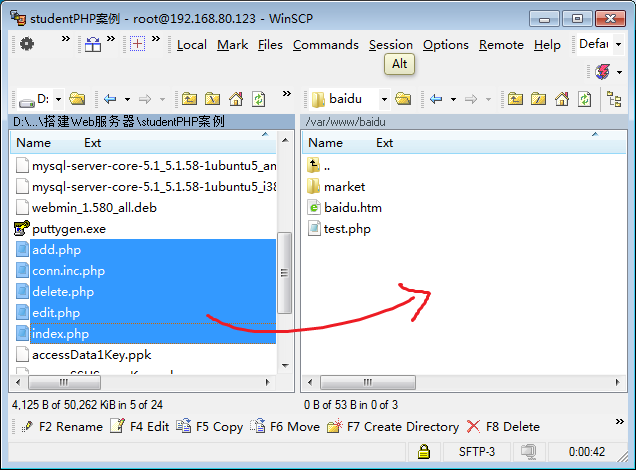 studentPHP案例 - root@192.168.80.123 - WinSCP
» » Local Mark Files Commands Session Options Remote Help
Alt
D: » baidu
D:\...\搭建Web服务器\studentPHP案例 /var/www/baidu
Name Ext Name Ext
mysql-server-core-5.1_5.1.58-1ubuntu5_am ..
mysql-server-core-5.1_5.1.58-1ubuntu5_i38 market
webmin_1.580_all.deb baidu.htm
puttygen.exe test.php
add.php
conn.inc.php
delete.php
edit.php
index.php
accessData1Key.ppk
4,125 B of 50,262 KiB in 5 of 24 0 B of 53 B in 0 of 3
F2 Rename F4 Edit F5 Copy F6 Move F7 Create Directory F8 Delete »
SFTP-3 0:00:42